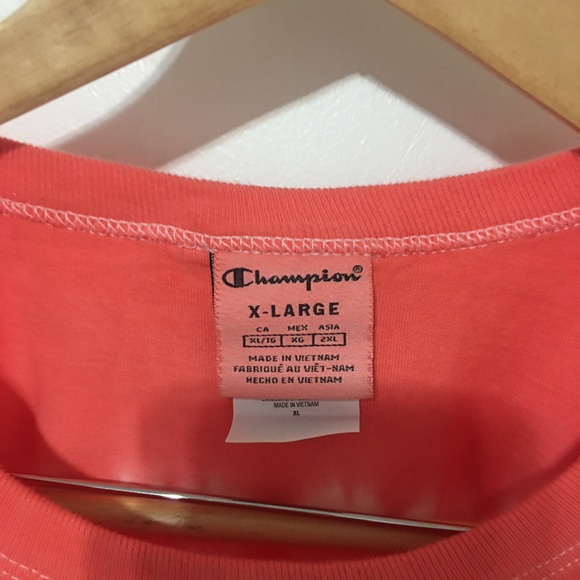 Champion®
X-LARGE
CA MEX ASIA
XL/TG XG 2XL
MADE IN VIETNAM
FABRIQUÉ AU VIÊT-NAM
HECHO EN VIETNAM
MADE IN VIETNAM
XL